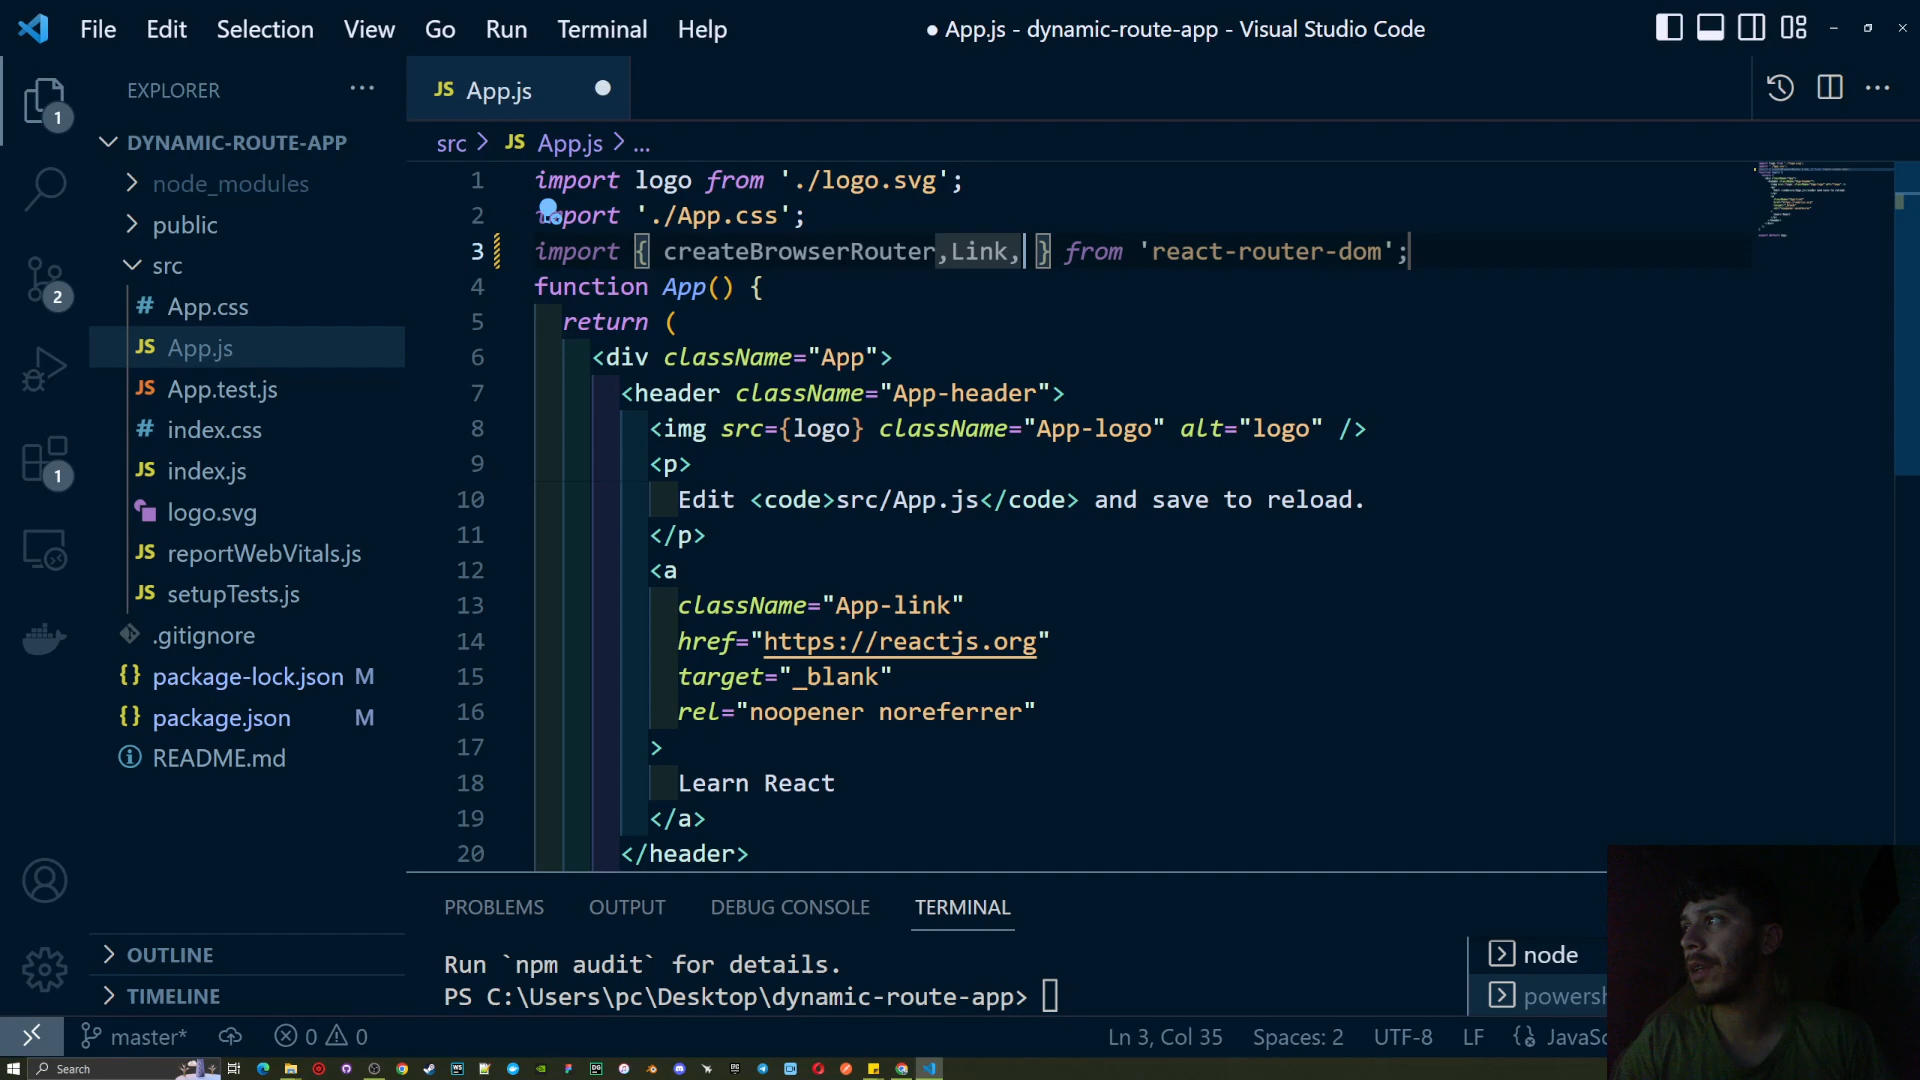 File Edit Selection View Go Run Terminal Help
● App.js - dynamic-route-app - Visual Studio Code
EXPLORER ...
1
DYNAMIC-ROUTE-APP
node_modules
public
src
2
# App.css
JS App.js
JS App.test.js
# index.css
JS index.js
1
logo.svg
JS reportWebVitals.js
JS setupTests.js
.gitignore
{} package-lock.json M
{} package.json M
README.md
OUTLINE
TIMELINE
JS App.js ●
src > JS App.js > ...
1 import logo from './logo.svg';
2 import './App.css';
3 import { createBrowserRouter,Link, } from 'react-router-dom';
4 function App() {
5 return (
6 <div className="App">
7 <header className="App-header">
8 <img src={logo} className="App-logo" alt="logo" />
9 <p>
10 Edit <code>src/App.js</code> and save to reload.
11 </p>
12 <a
13 className="App-link"
14 href="https://reactjs.org"
15 target="_blank"
16 rel="noopener noreferrer"
17 >
18 Learn React
19 </a>
20 </header>
PROBLEMS OUTPUT DEBUG CONSOLE TERMINAL
Run `npm audit` for details.
PS C:\Users\pc\Desktop\dynamic-route-app>
node
powersh
master* 0 0 Ln 3, Col 35 Spaces: 2 UTF-8 LF {} JavaSc
Search